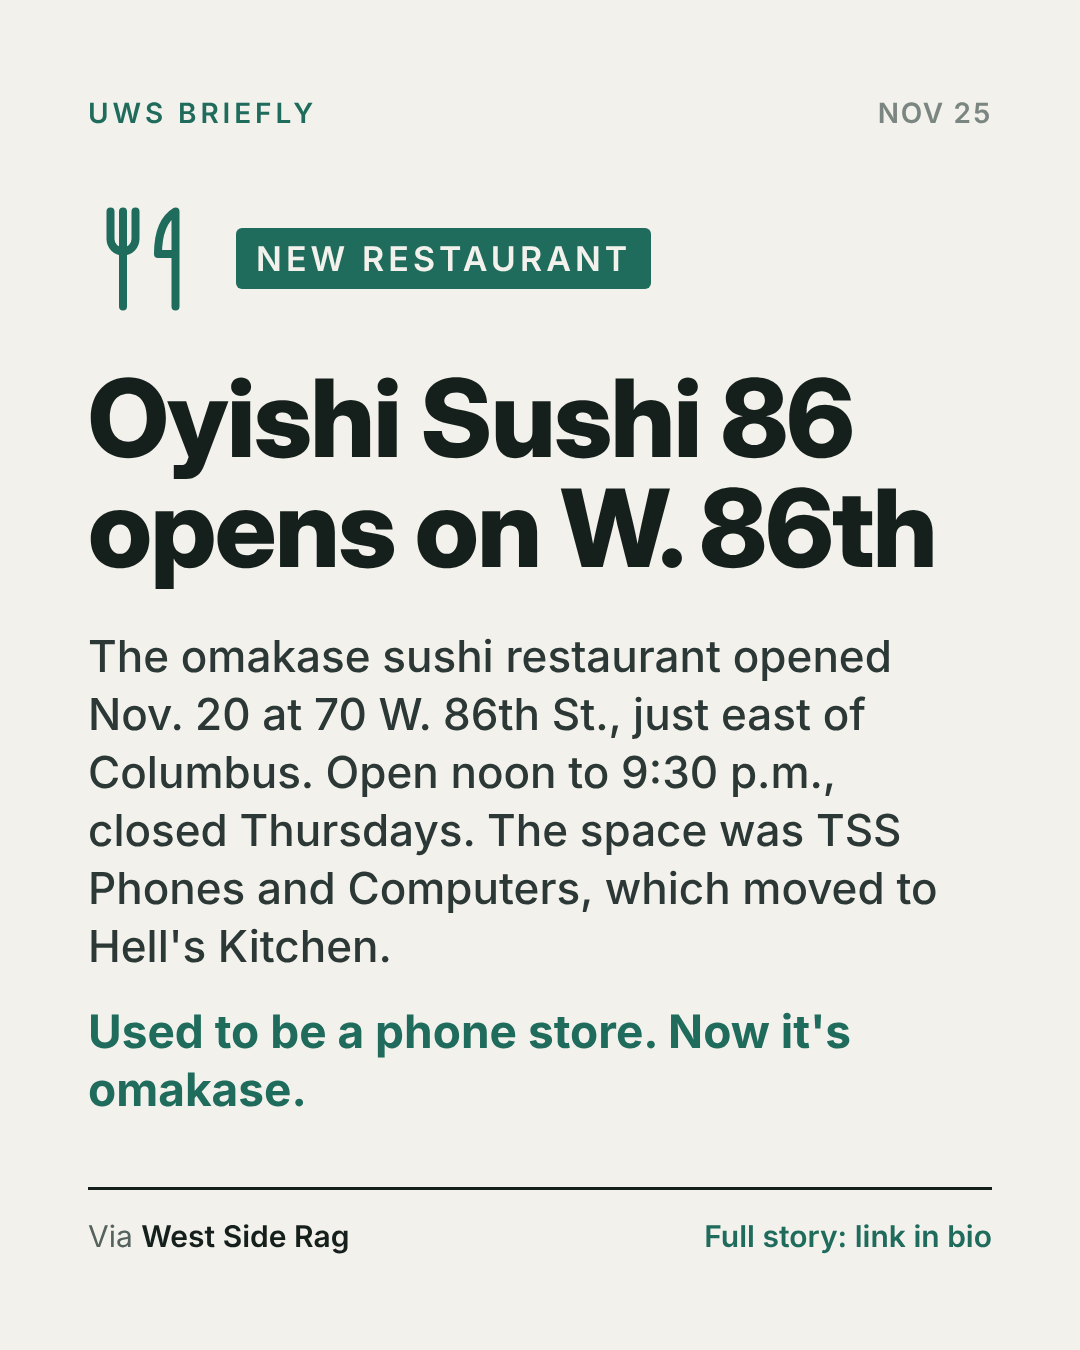 UWS BRIEFLY
NOV 25
NEW RESTAURANT
Oyishi Sushi 86
opens on W. 86th
The omakase sushi restaurant opened
Nov. 20 at 70 W. 86th St., just east of
Columbus. Open noon to 9:30 p.m.,
closed Thursdays. The space was TSS
Phones and Computers, which moved to
Hell's Kitchen.
Used to be a phone store. Now it's
omakase.
Via West Side Rag
Full story: link in bio